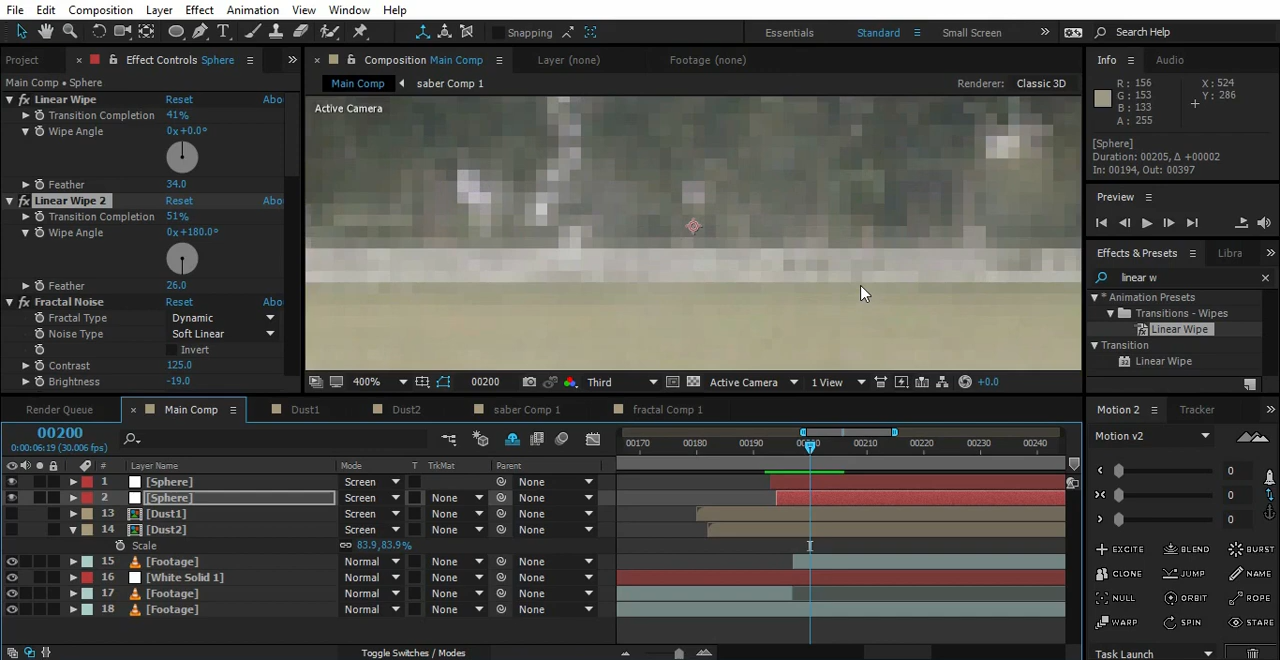 File Edit Composition Layer Effect Animation View Window Help
Snapping Essentials Standard Small Screen Search Help
Project Effect Controls Sphere
Main Comp • Sphere
fx Linear Wipe Reset Abo
Transition Completion 41%
Wipe Angle 0x+0.0°
Feather 34.0
fx Linear Wipe 2 Reset Abo
Transition Completion 51%
Wipe Angle 0x+180.0°
Feather 26.0
fx Fractal Noise Reset Abo
Fractal Type Dynamic
Noise Type Soft Linear
Invert
Contrast 125.0
Brightness -19.0
Composition Main Comp Layer (none) Footage (none)
Main Comp saber Comp 1 Renderer: Classic 3D
Active Camera
400% 00200 Third Active Camera 1 View +0.0
Info Audio
R : 156 X : 524
G : 153 Y : 286
B : 133
A : 255
[Sphere]
Duration: 00205, Δ +00002
In: 00194, Out: 00397
Preview
Effects & Presets Libra
linear w
* Animation Presets
Transitions - Wipes
Linear Wipe
Transition
Linear Wipe
Render Queue Main Comp Dust1 Dust2 saber Comp 1 fractal Comp 1
00200
0:00:06:19 (30.006 fps)
00170 00180 00190 00200 00210 00220 00230 00240
# Layer Name Mode T TrkMat Parent
1 [Sphere] Screen None
2 [Sphere] Screen None None
13 [Dust1] Screen None None
14 [Dust2] Screen None None
Scale 83.9,83.9%
15 [Footage] Normal None None
16 [White Solid 1] Normal None None
17 [Footage] Normal None None
18 [Footage] Normal None None
Toggle Switches / Modes
Motion 2 Tracker
Motion v2
0
0
0
EXCITE BLEND BURST
CLONE JUMP NAME
NULL ORBIT ROPE
WARP SPIN STARE
Task Launch